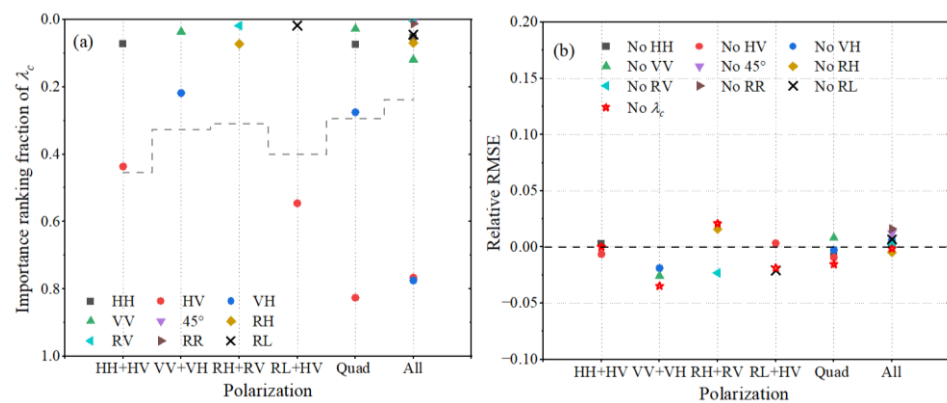 (a)
Importance ranking fraction of λc
0.0
0.2
0.4
0.6
0.8
1.0
HH HV VH
VV 45° RH
RV RR RL
HH+HV VV+VH RH+RV RL+HV Quad All
Polarization
(b)
Relative RMSE
0.20
0.15
0.10
0.05
0.00
−0.05
−0.10
No HH No HV No VH
No VV No 45° No RH
No RV No RR No RL
No λc
HH+HV VV+VH RH+RV RL+HV Quad All
Polarization